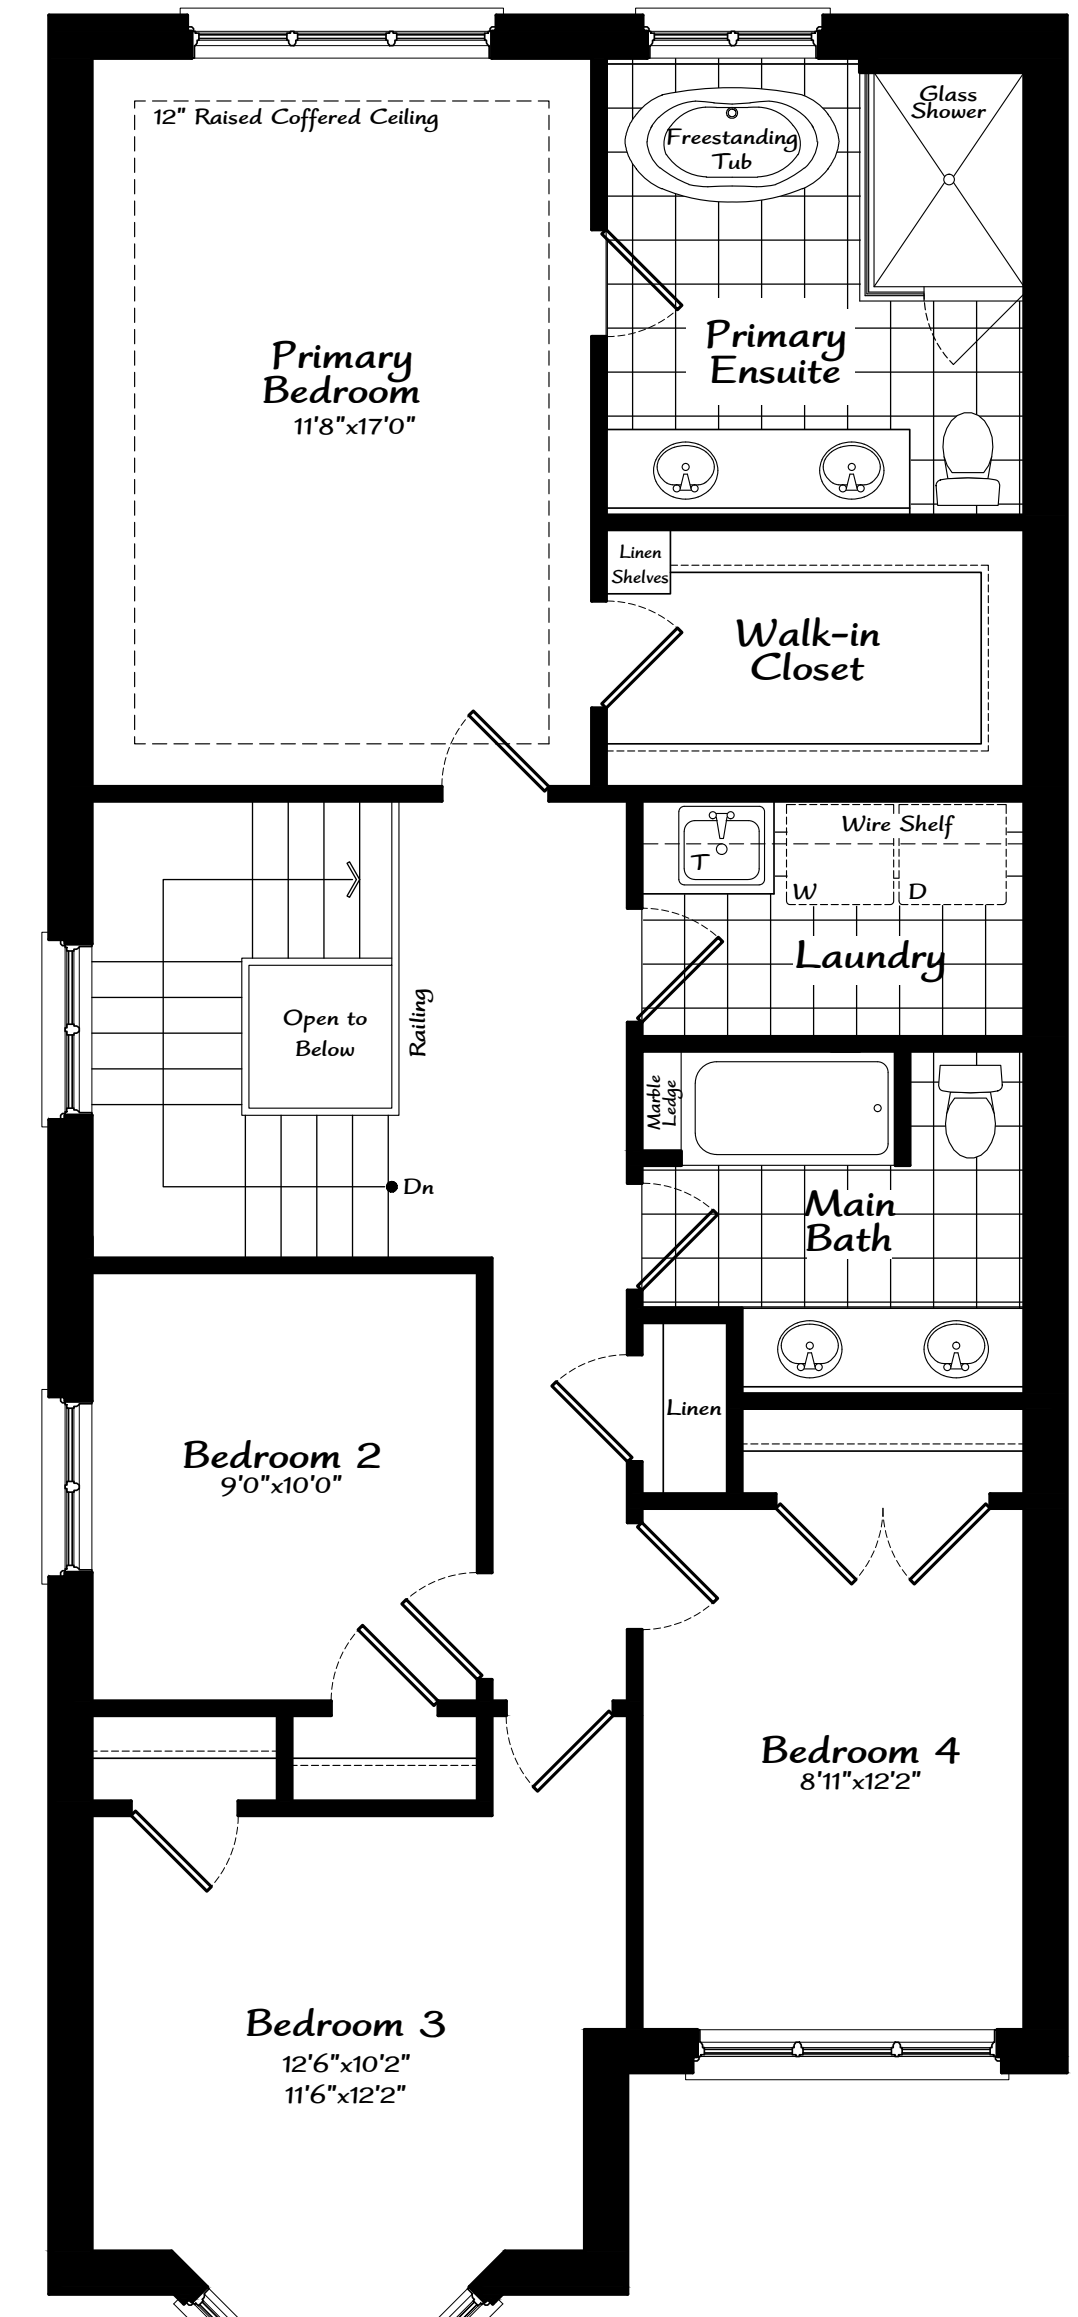 12" Raised Coffered Ceiling
Glass
Shower
Freestanding
Tub
Primary
Bedroom
11'8"x17'0"
Primary
Ensuite
Linen
Shelves
Walk-in
Closet
Wire Shelf
T
W
D
Laundry
Open to
Below
Railing
Marble
Ledge
Dn
Main
Bath
Linen
Bedroom 2
9'0"x10'0"
Bedroom 4
8'11"x12'2"
Bedroom 3
12'6"x10'2"
11'6"x12'2"